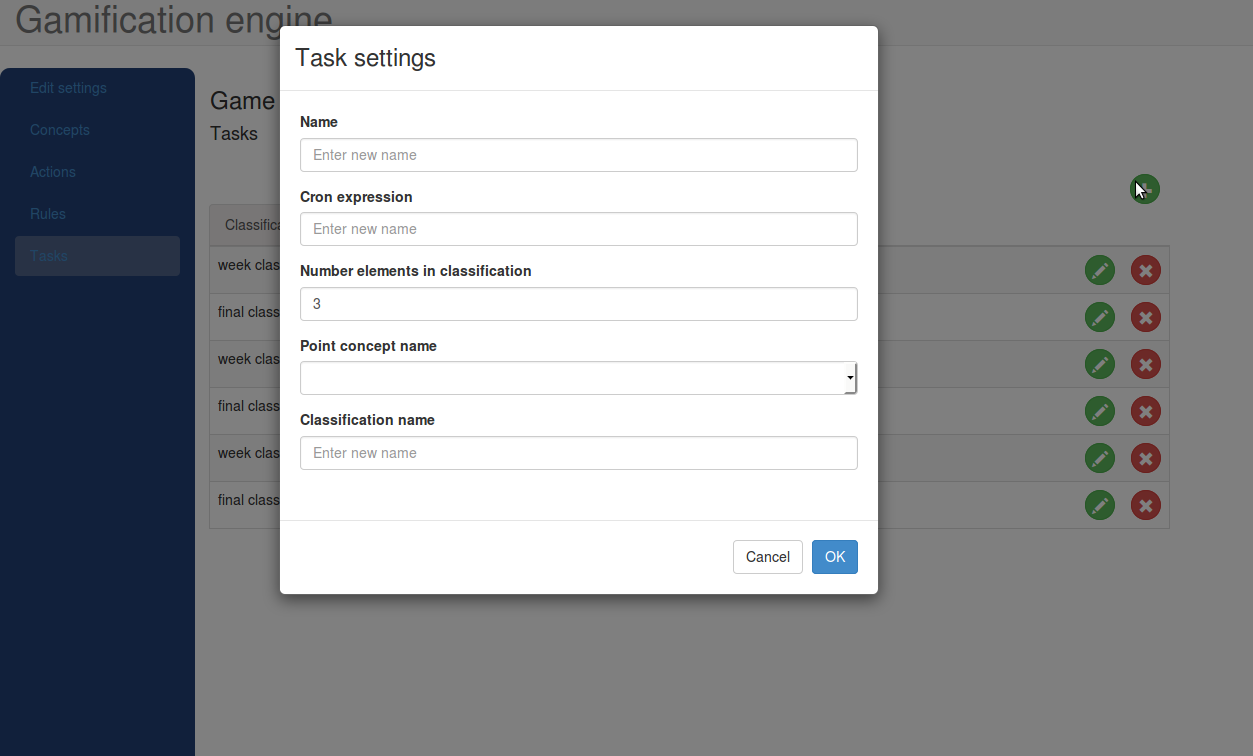 Gamification engine
Edit settings
Concepts
Actions
Rules
Tasks
Game
Tasks
week clas
final class
week clas
final class
week clas
final class
Task settings
Name
Enter new name
Cron expression
Enter new name
Number elements in classification
3
Point concept name
Classification name
Enter new name
Cancel
OK